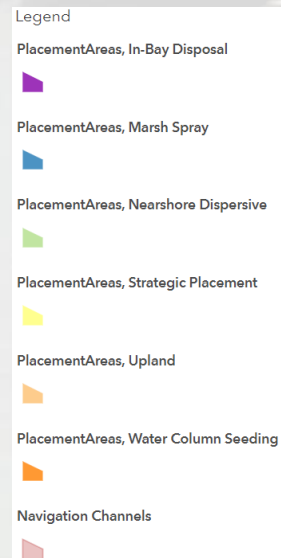 Legend
PlacementAreas, In-Bay Disposal
PlacementAreas, Marsh Spray
PlacementAreas, Nearshore Dispersive
PlacementAreas, Strategic Placement
PlacementAreas, Upland
PlacementAreas, Water Column Seeding
Navigation Channels